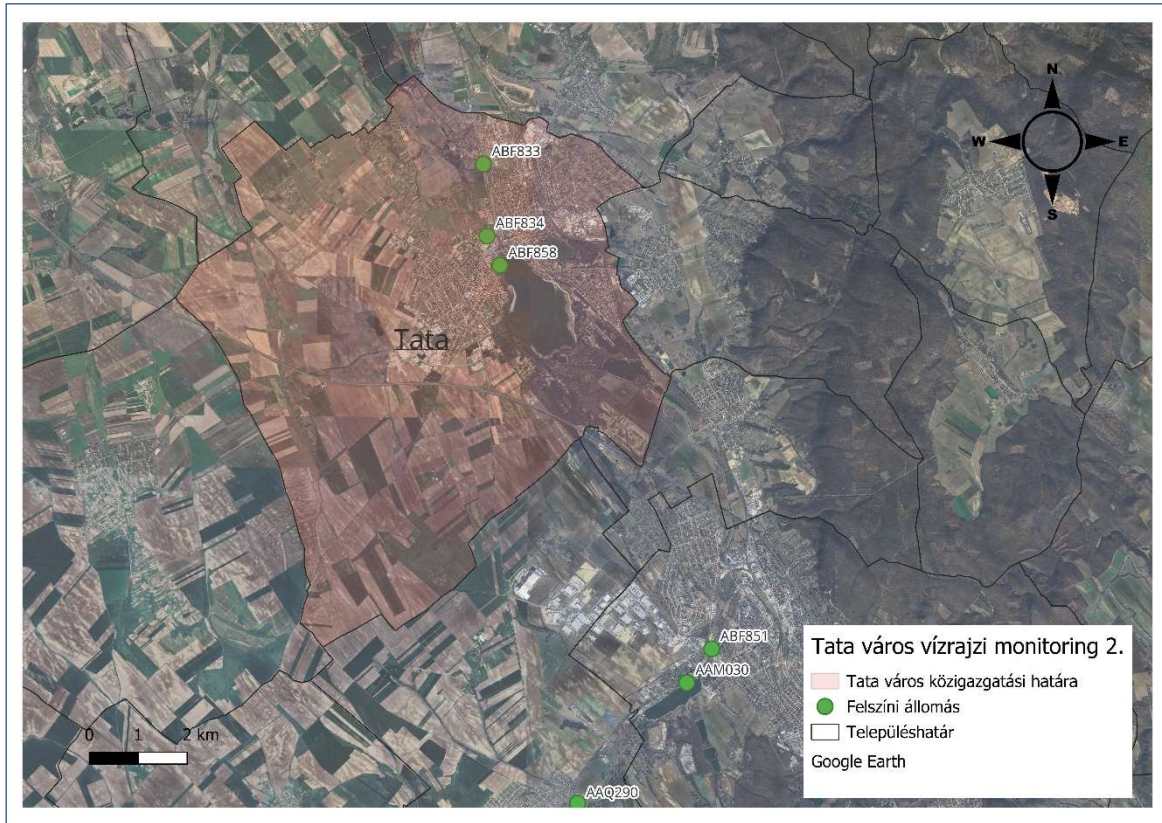 N
W
E
S
ABF833
ABF834
ABF858
Tata
ABF851
AAM030
AAQ290
0 1 2 km
Tata város vízrajzi monitoring 2.
Tata város közigazgatási határa
Felszíni állomás
Településhatár
Google Earth